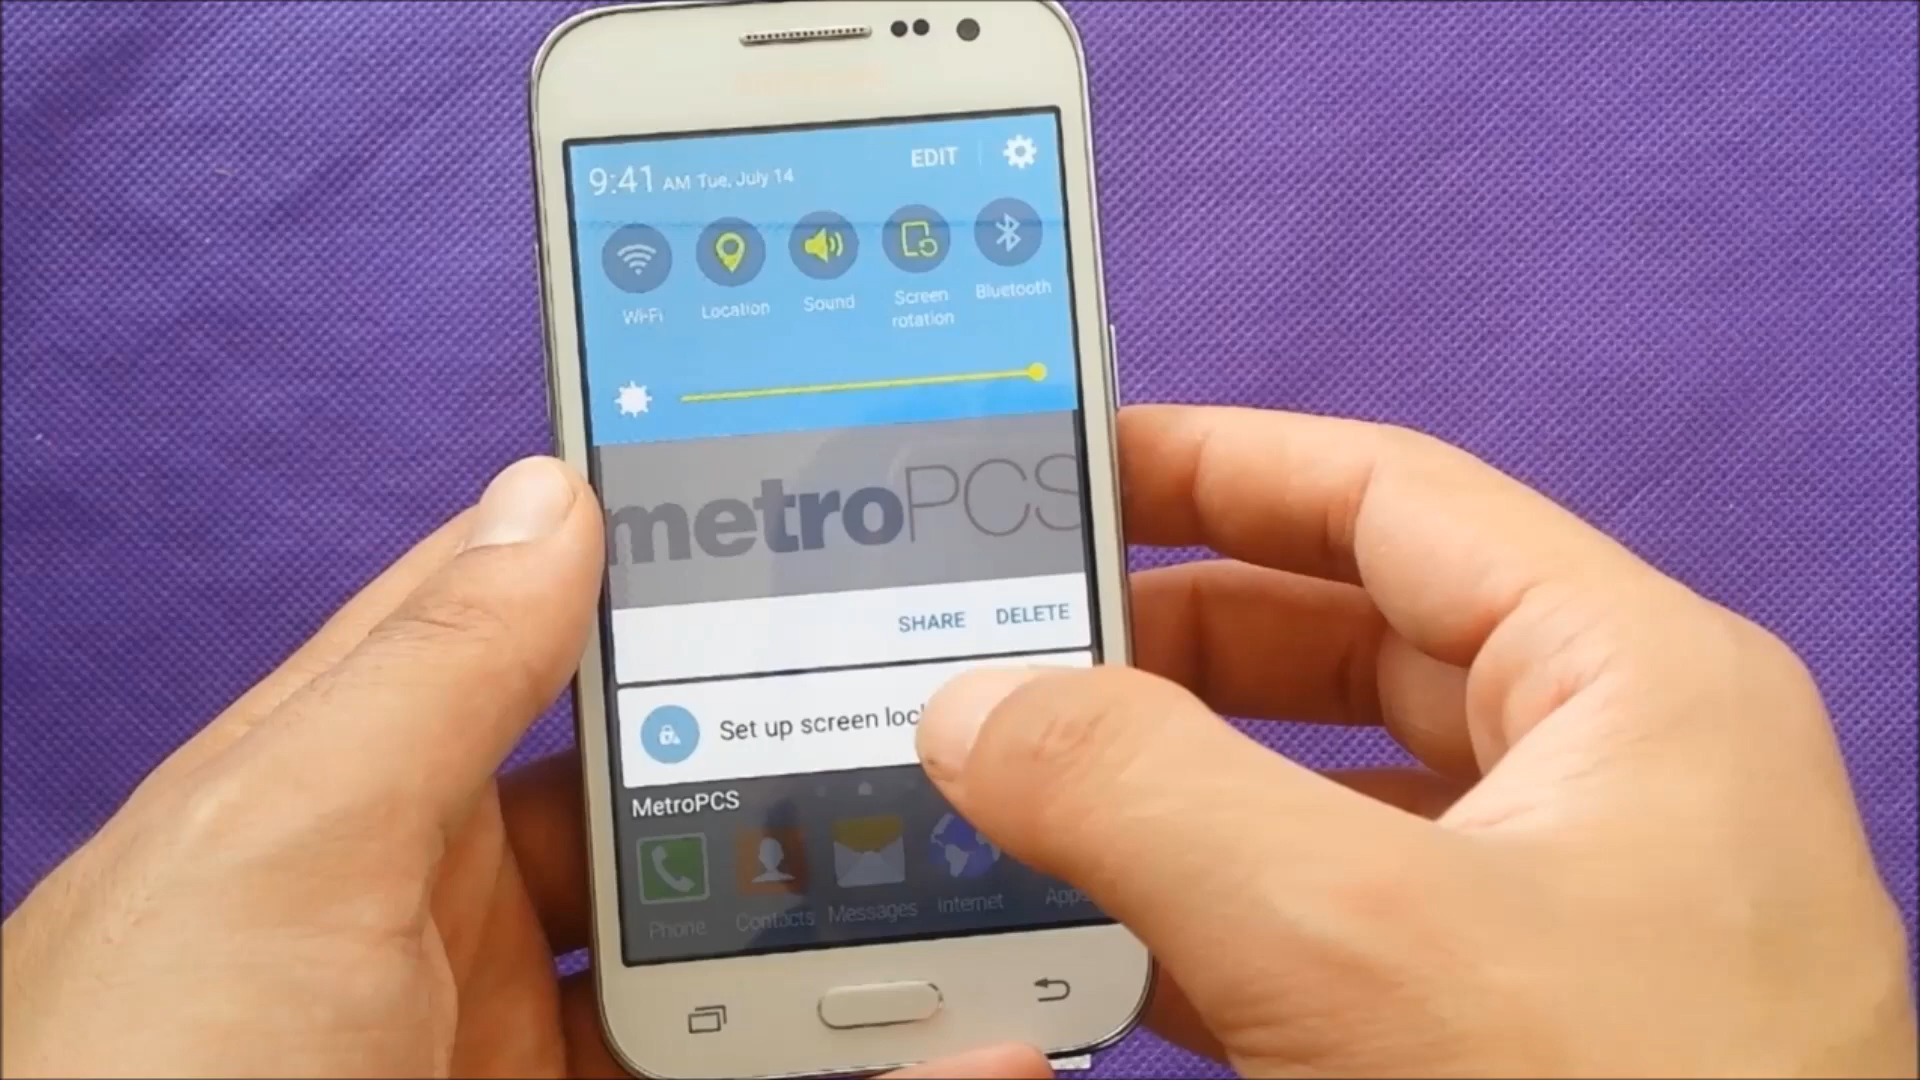 EDIT
9:41 AM Tue, July 14
Wi-Fi
Location
Sound
Screen rotation
Bluetooth
metroPCS
SHARE
DELETE
Set up screen
MetroPCS
Phone
Contacts
Messages
Internet
Apps